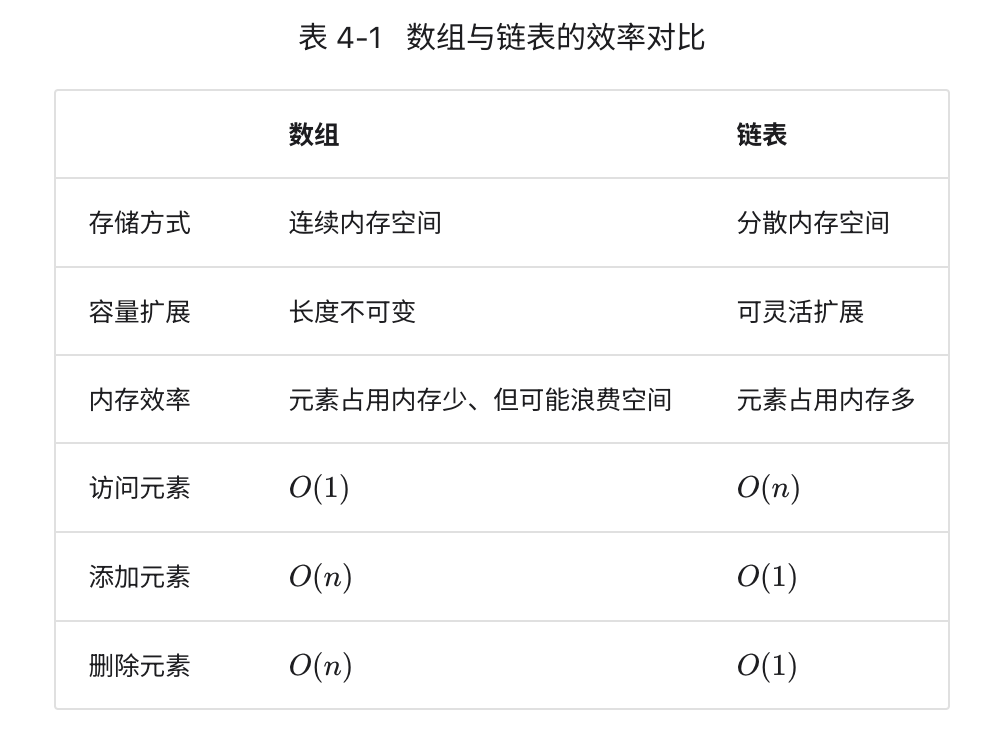 表 4-1 数组与链表的效率对比
数组 链表
存储方式 连续内存空间 分散内存空间
容量扩展 长度不可变 可灵活扩展
内存效率 元素占用内存少、但可能浪费空间 元素占用内存多
访问元素 O(1) O(n)
添加元素 O(n) O(1)
删除元素 O(n) O(1)